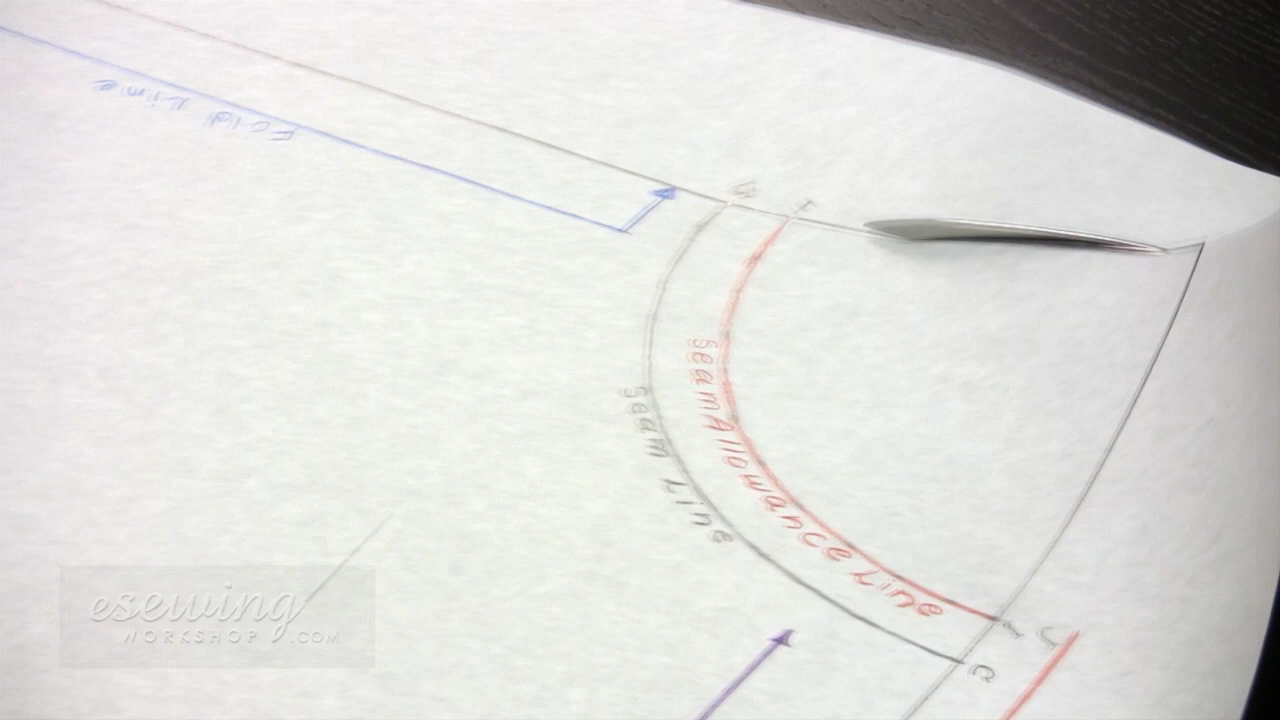 Fold Line
Seam Allowance Line
Seam Line
esewing
WORKSHOP .COM